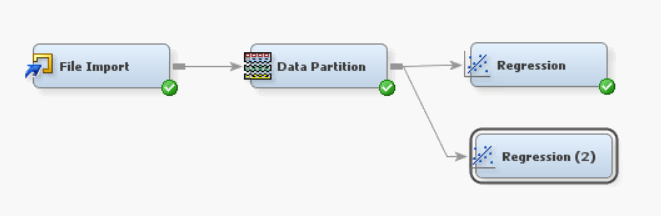 File Import
Data Partition
Regression
Regression (2)